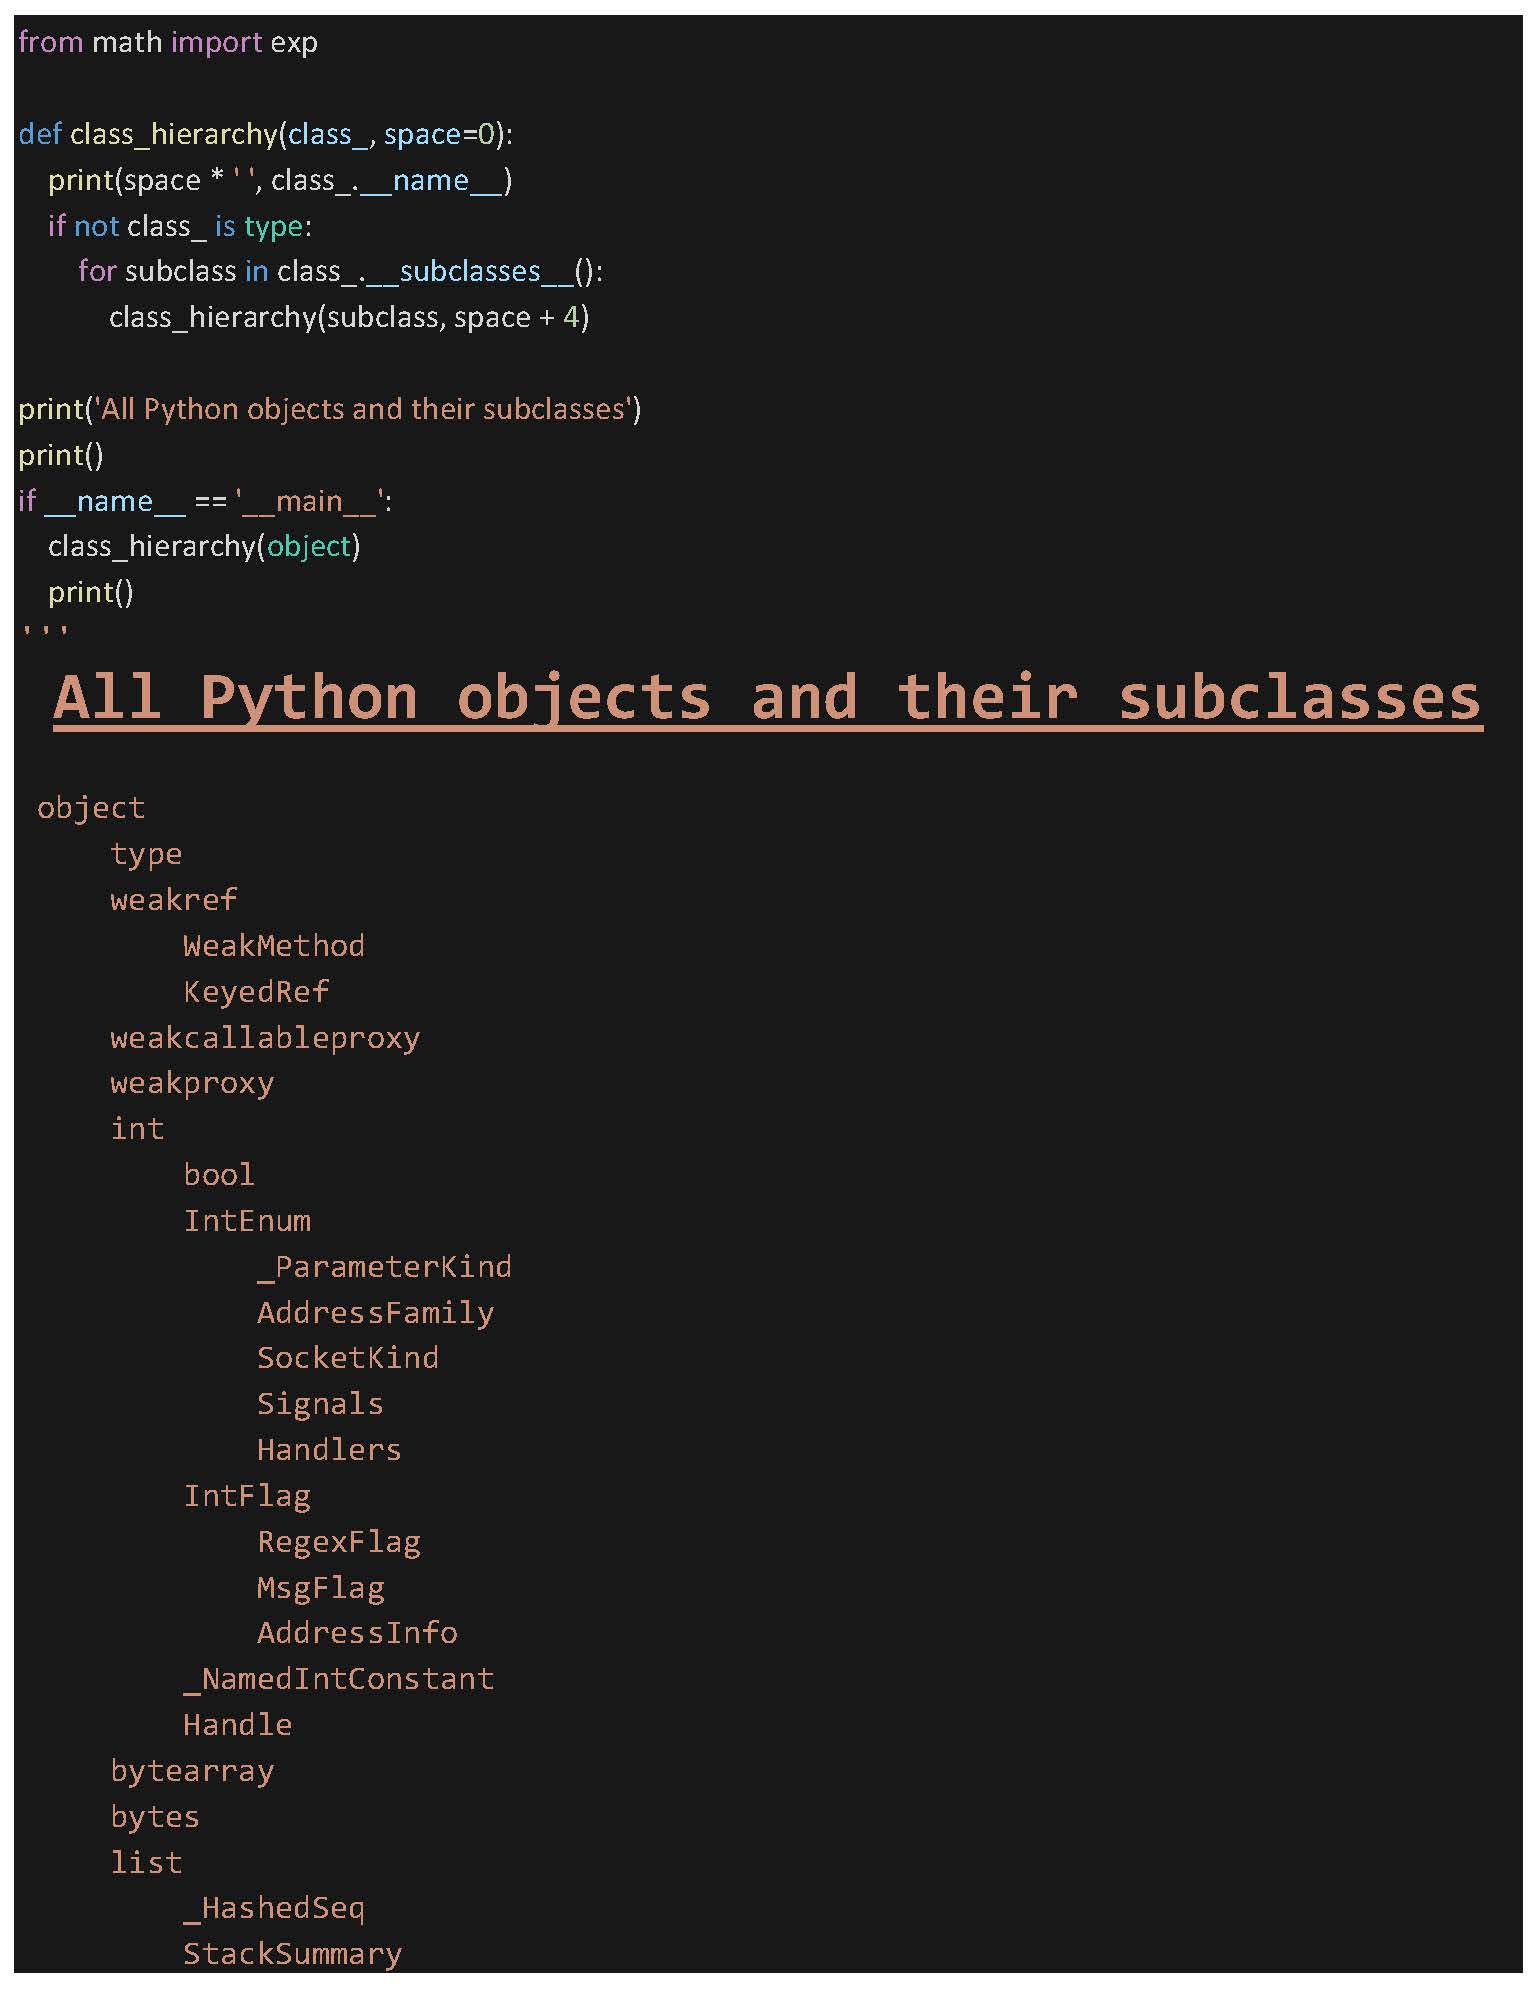 from math import exp

def class_hierarchy(class_, space=0):
    print(space * ' ', class_.__name__)
    if not class_ is type:
        for subclass in class_.__subclasses__():
            class_hierarchy(subclass, space + 4)

print('All Python objects and their subclasses')
print()
if __name__ == '__main__':
    class_hierarchy(object)
    print()
'''
All Python objects and their subclasses

 object
     type
     weakref
         WeakMethod
         KeyedRef
     weakcallableproxy
     weakproxy
     int
         bool
         IntEnum
             _ParameterKind
             AddressFamily
             SocketKind
             Signals
             Handlers
         IntFlag
             RegexFlag
             MsgFlag
             AddressInfo
         _NamedIntConstant
         Handle
     bytearray
     bytes
     list
         _HashedSeq
         StackSummary